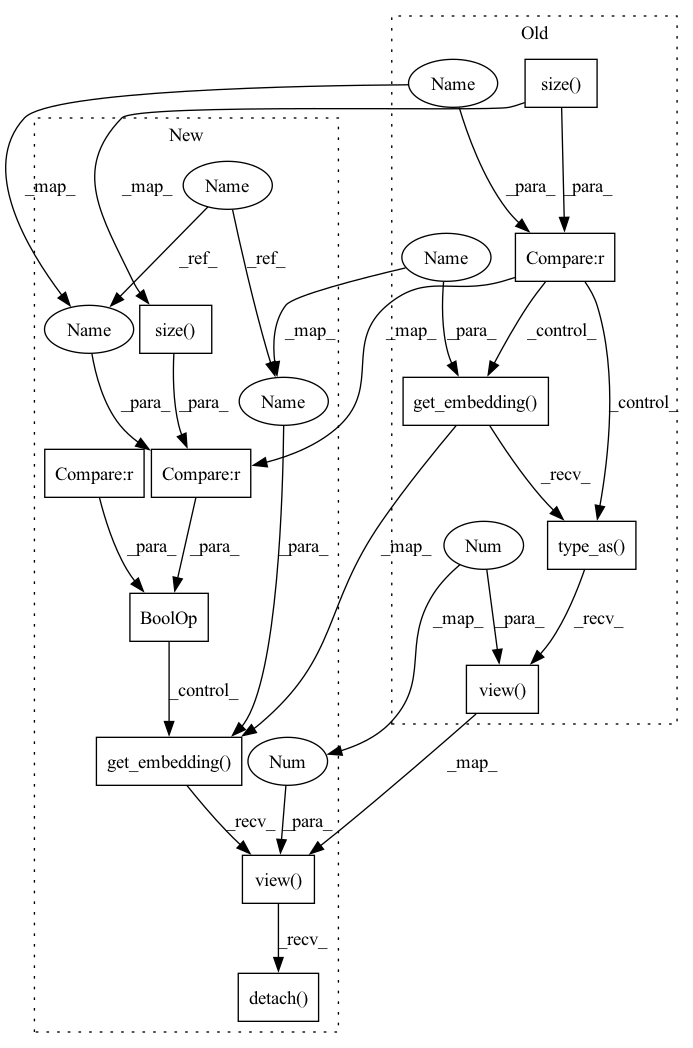 Old
Name
size()
New
_map_
_map_
Name
_para_
_para_
_ref_
_ref_
Name
Compare:r
Name
size()
_map_
_map_
_para_
_control_
Name
get_embedding()
_para_
_para_
_para_
_control_
Compare:r
Compare:r
_recv_
Num
type_as()
_para_
_para_
_para_
_map_
BoolOp
_map_
_para_
_recv_
_control_
view()
get_embedding()
Num
_map_
_recv_
_para_
view()
_recv_
detach()